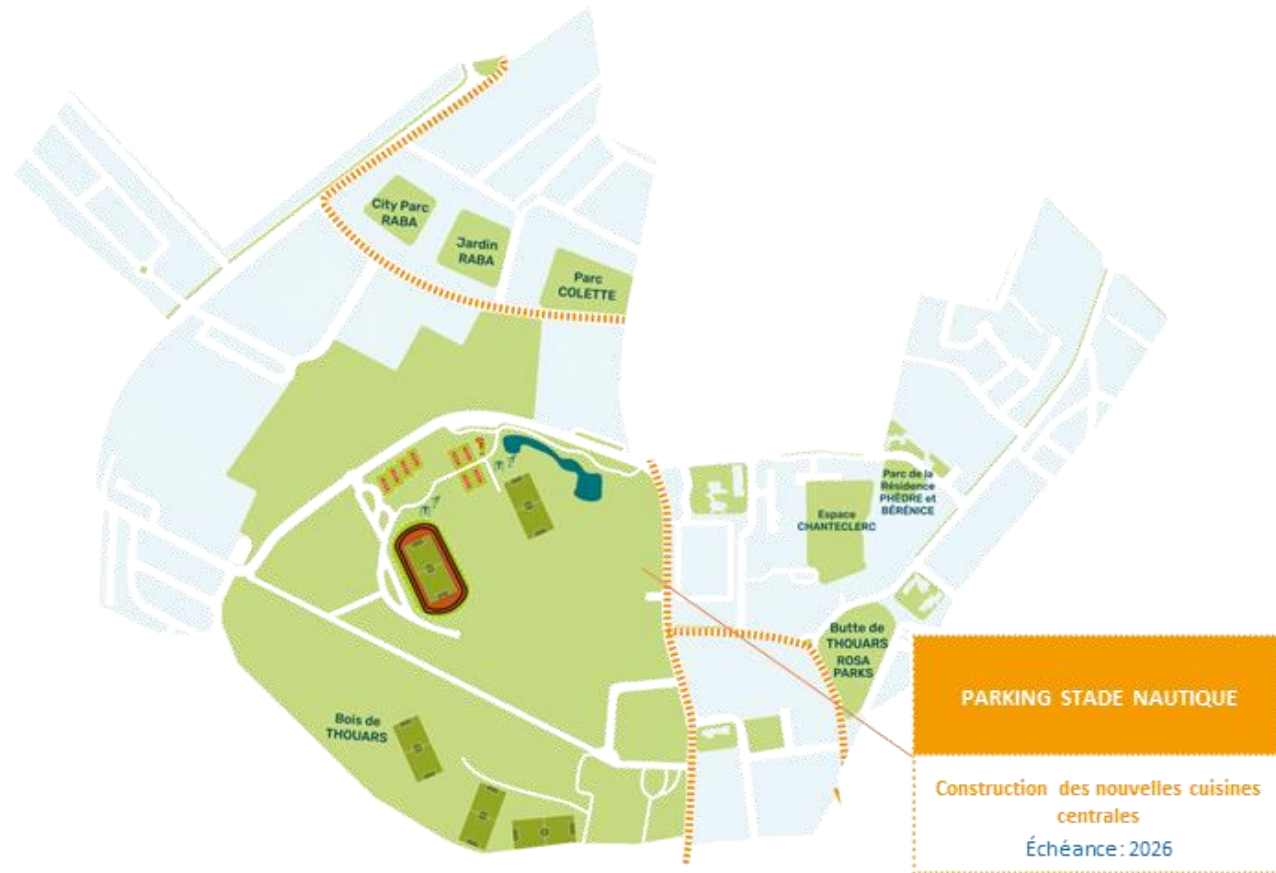 City Parc
RABA
Jardin
RABA
Parc
COLETTE
Parc de la
Résidence
PHÈDRE et
BÉRÉNICE
Espace
CHANTECLERC
Butte de
THOUARS
ROSA
PARKS
Bois de
THOUARS
PARKING STADE NAUTIQUE
Construction des nouvelles cuisines
centrales
Échéance: 2026